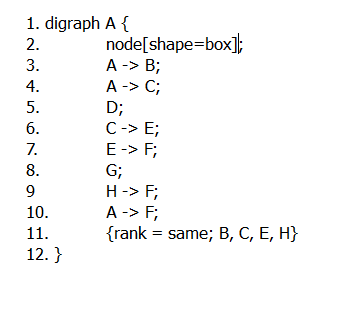 1. digraph A {
2. node[shape=box];
3. A -> B;
4. A -> C;
5. D;
6. C -> E;
7. E -> F;
8. G;
9 H -> F;
10. A -> F;
11. {rank = same; B, C, E, H}
12. }